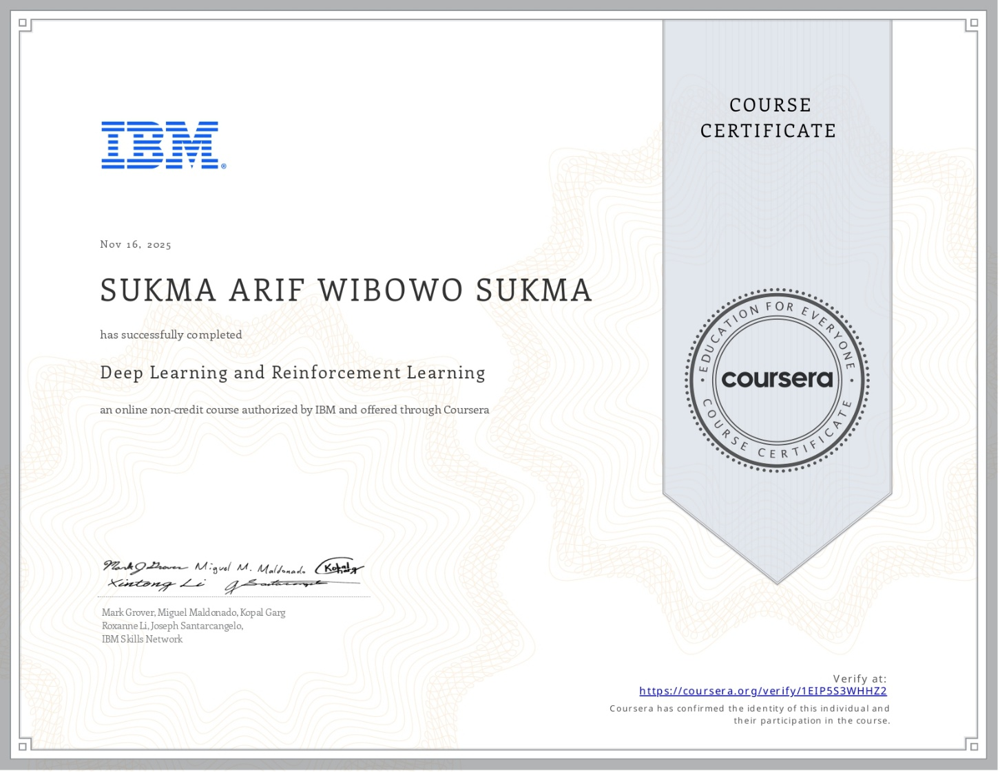 COURSE
CERTIFICATE
IBM®
Nov 16, 2025
SUKMA ARIF WIBOWO SUKMA
has successfully completed
Deep Learning and Reinforcement Learning
an online non-credit course authorized by IBM and offered through Coursera
• EDUCATION FOR EVERYONE •
coursera
COURSE CERTIFICATE
Mark J Grover Miguel M. Maldonado Kopal Garg
Xintong Li J Santarcangelo
Mark Grover, Miguel Maldonado, Kopal Garg
Roxanne Li, Joseph Santarcangelo,
IBM Skills Network
Verify at:
https://coursera.org/verify/1EIP5S3WHHZ2
Coursera has confirmed the identity of this individual and
their participation in the course.